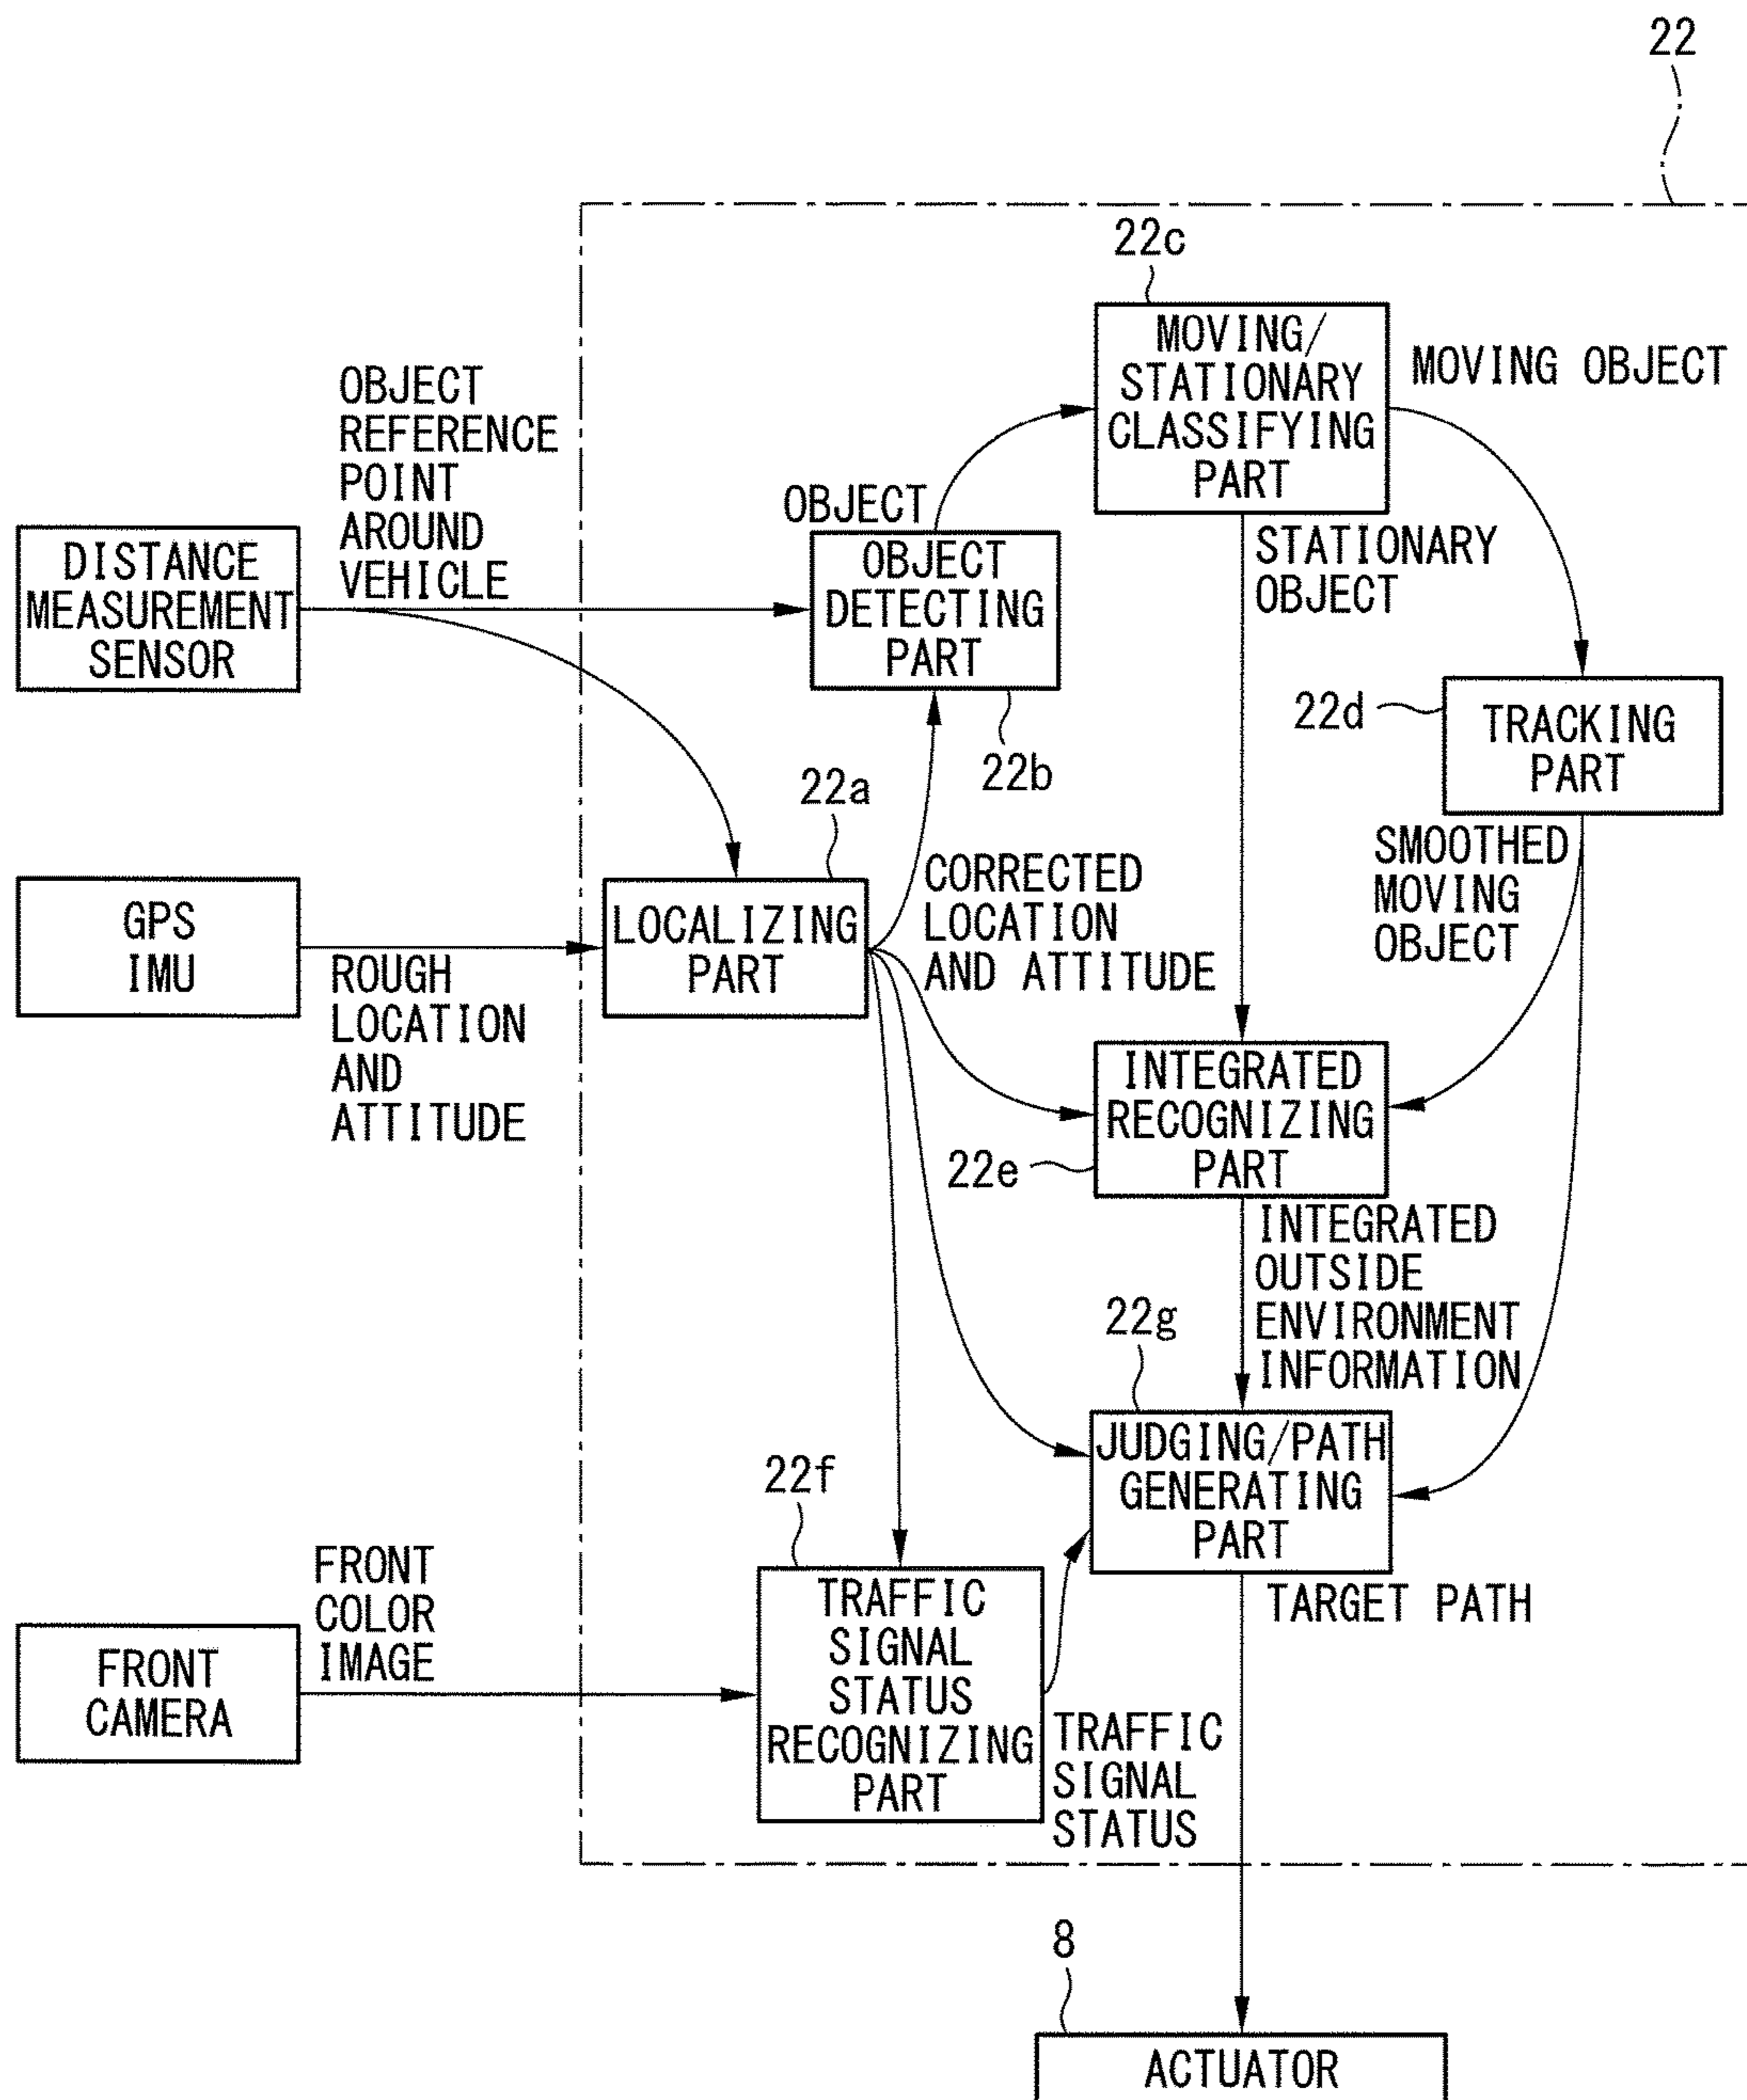 22
22c
MOVING/
STATIONARY
CLASSIFYING
PART
MOVING OBJECT
OBJECT
REFERENCE
POINT
AROUND
VEHICLE
OBJECT
DISTANCE
MEASUREMENT
SENSOR
OBJECT
DETECTING
PART
STATIONARY
OBJECT
22b
22d
TRACKING
PART
22a
GPS
IMU
ROUGH
LOCATION
AND
ATTITUDE
LOCALIZING
PART
CORRECTED
LOCATION
AND ATTITUDE
SMOOTHED
MOVING
OBJECT
INTEGRATED
RECOGNIZING
PART
22e
INTEGRATED
OUTSIDE
ENVIRONMENT
INFORMATION
22g
JUDGING/PATH
GENERATING
PART
22f
FRONT
COLOR
IMAGE
FRONT
CAMERA
TRAFFIC
SIGNAL
STATUS
RECOGNIZING
PART
TRAFFIC
SIGNAL
STATUS
TARGET PATH
8
ACTUATOR